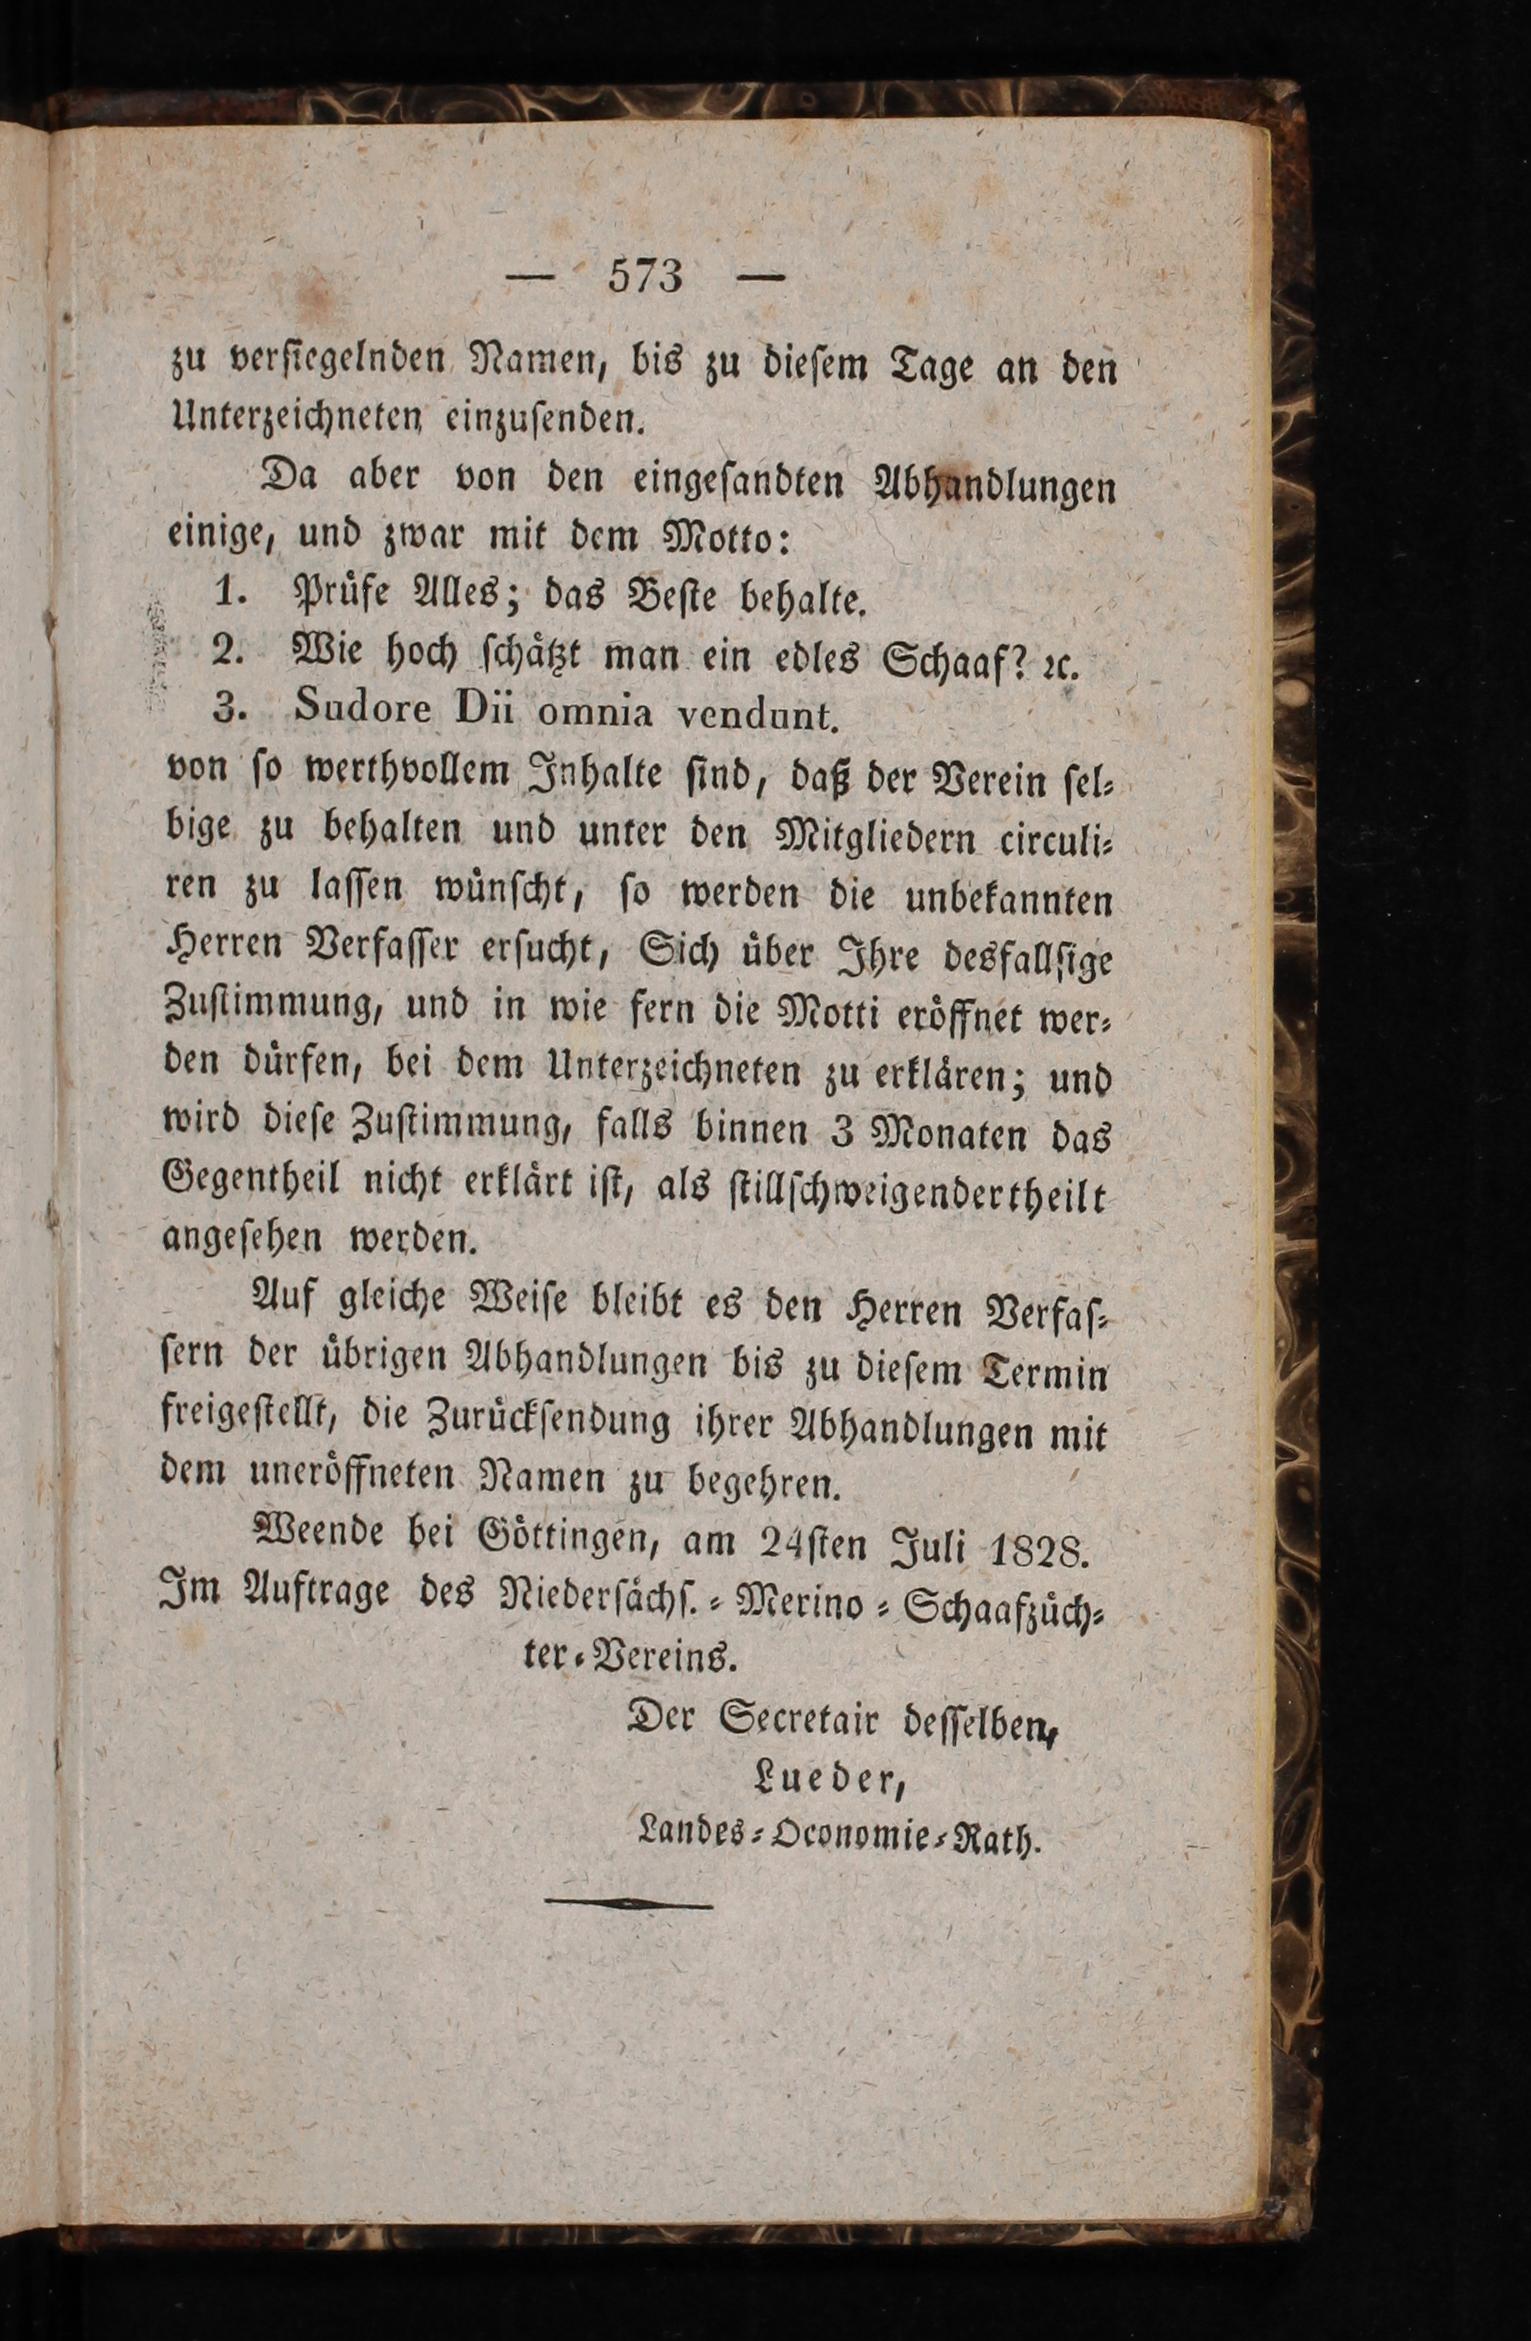 — 573 —
zu verſiegelnden Namen, bis zu dieſem Tage an den
Unterzeichneten einzuſenden.
Da aber von den eingeſandten Abhandlungen
einige, und zwar mit dem Motto:
1. Prüfe Alles; das Beſte behalte.
2. Wie hoch ſchätzt man ein edles Schaaf? ꝛc.
3. Sudore Dii omnia vendunt.
von ſo werthvollem Inhalte ſind, daß der Verein ſel⸗
bige zu behalten und unter den Mitgliedern circuli⸗
ren zu laſſen wünſcht, ſo werden die unbekannten
Herren Verfaſſer erſucht, Sich über Ihre desfallſige
Zuſtimmung, und in wie fern die Motti eröffnet wer⸗
den dürfen, bei dem Unterzeichneten zu erklären; und
wird dieſe Zuſtimmung, falls binnen 3 Monaten das
Gegentheil nicht erklärt iſt, als ſtillſchweigendertheilt
angeſehen werden.
Auf gleiche Weiſe bleibt es den Herren Verfaſ⸗
ſern der übrigen Abhandlungen bis zu dieſem Termin
freigeſtellt, die Zurückſendung ihrer Abhandlungen mit
dem uneröffneten Namen zu begehren.
Weende bei Göttingen, am 24ſten Juli 1828.
Im Auftrage des Niederſächſ.⸗Merino⸗Schaafzüch⸗
ter⸗Vereins.
Der Secretair deſſelben,
Lueder,
Landes⸗Oconomie⸗Rath.